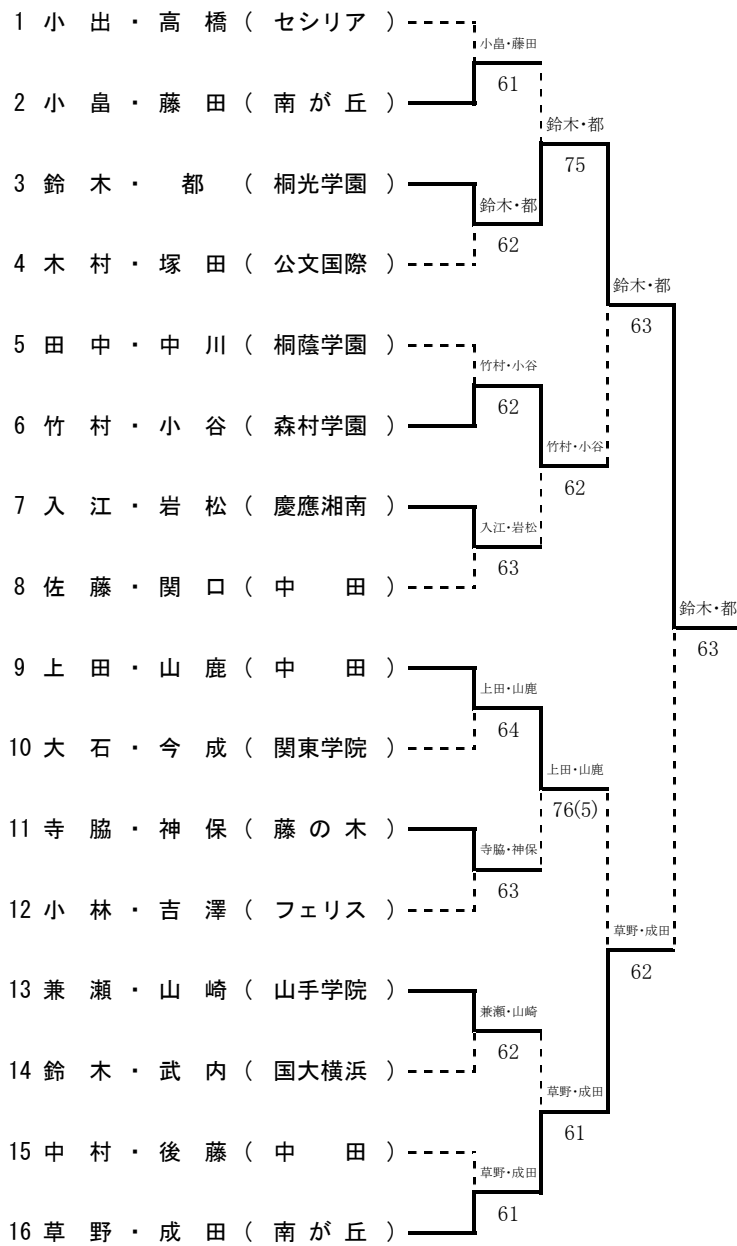 1 小 出 ・ 高 橋 ( セシリア )
小畠・藤田
61
2 小 畠 ・ 藤 田 ( 南 が 丘 )
鈴木・都
75
3 鈴 木 ・ 都 ( 桐光学園 )
鈴木・都
62
4 木 村 ・ 塚 田 ( 公文国際 )
鈴木・都
63
5 田 中 ・ 中 川 ( 桐蔭学園 )
竹村・小谷
62
6 竹 村 ・ 小 谷 ( 森村学園 )
竹村・小谷
62
7 入 江 ・ 岩 松 ( 慶應湘南 )
入江・岩松
63
8 佐 藤 ・ 関 口 ( 中 田 )
鈴木・都
63
9 上 田 ・ 山 鹿 ( 中 田 )
上田・山鹿
64
10 大 石 ・ 今 成 ( 関東学院 )
上田・山鹿
76(5)
11 寺 脇 ・ 神 保 ( 藤 の 木 )
寺脇・神保
63
12 小 林 ・ 吉 澤 ( フェリス )
草野・成田
62
13 兼 瀬 ・ 山 崎 ( 山手学院 )
兼瀬・山崎
62
14 鈴 木 ・ 武 内 ( 国大横浜 )
草野・成田
61
15 中 村 ・ 後 藤 ( 中 田 )
草野・成田
61
16 草 野 ・ 成 田 ( 南 が 丘 )